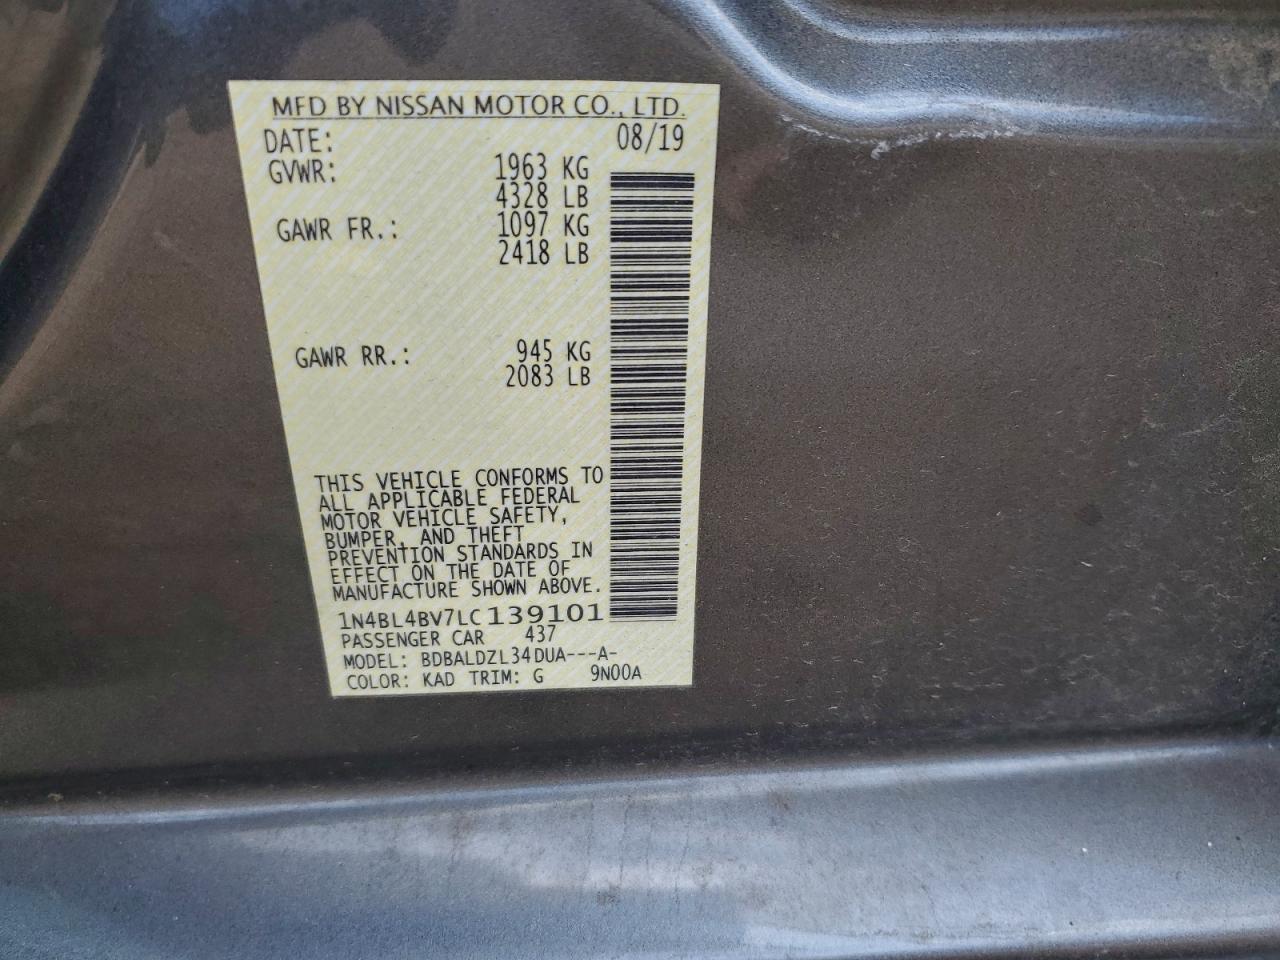 MFD BY NISSAN MOTOR CO., LTD.
DATE: 08/19
GVWR: 1963 KG
4328 LB
GAWR FR.: 1097 KG
2418 LB
GAWR RR.: 945 KG
2083 LB
THIS VEHICLE CONFORMS TO
ALL APPLICABLE FEDERAL
MOTOR VEHICLE SAFETY,
BUMPER, AND THEFT
PREVENTION STANDARDS IN
EFFECT ON THE DATE OF
MANUFACTURE SHOWN ABOVE.
1N4BL4BV7LC139101
PASSENGER CAR 437
MODEL: BDBALDZL34DUA---A-
COLOR: KAD TRIM: G 9N00A